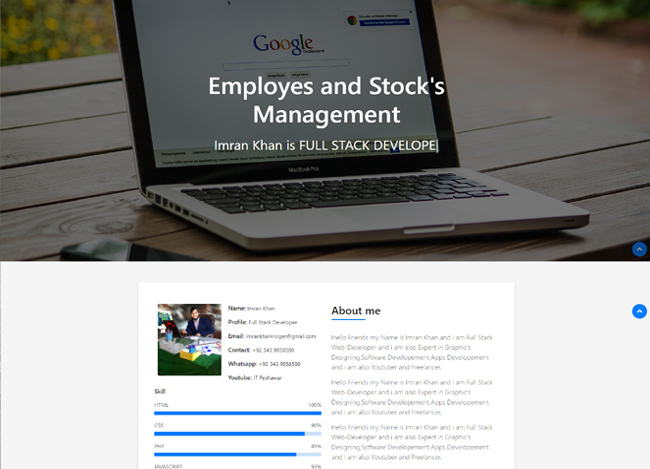 Google
Employes and Stock's
Management
Imran Khan is FULL STACK DEVELOPE|
MacBook Pro
Name: Imran Khan
Profile: Full Stack Developer
Email: imrankhanniogar@gmail.com
Contact: +92 343 9858580
Whatsapp: +92 343 9858580
Youtube: IT Peshawar
Skill
HTML 100%
CSS 90%
PHP 85%
JAVASCRIPT 93%
About me
Hello Friends my Name is Imran Khan and i am Full Stack
Web-Developer and i am also Expert in Graphic's
Designing,Software Developement,Apps Developement
and i am also Youtuber and Freelancer.
Hello Friends my Name is Imran Khan and i am Full Stack
Web-Developer and i am also Expert in Graphic's
Designing,Software Developement,Apps Developement
and i am also Youtuber and Freelancer.
Hello Friends my Name is Imran Khan and i am Full Stack
Web-Developer and i am also Expert in Graphic's
Designing,Software Developement,Apps Developement
and i am also Youtuber and Freelancer.